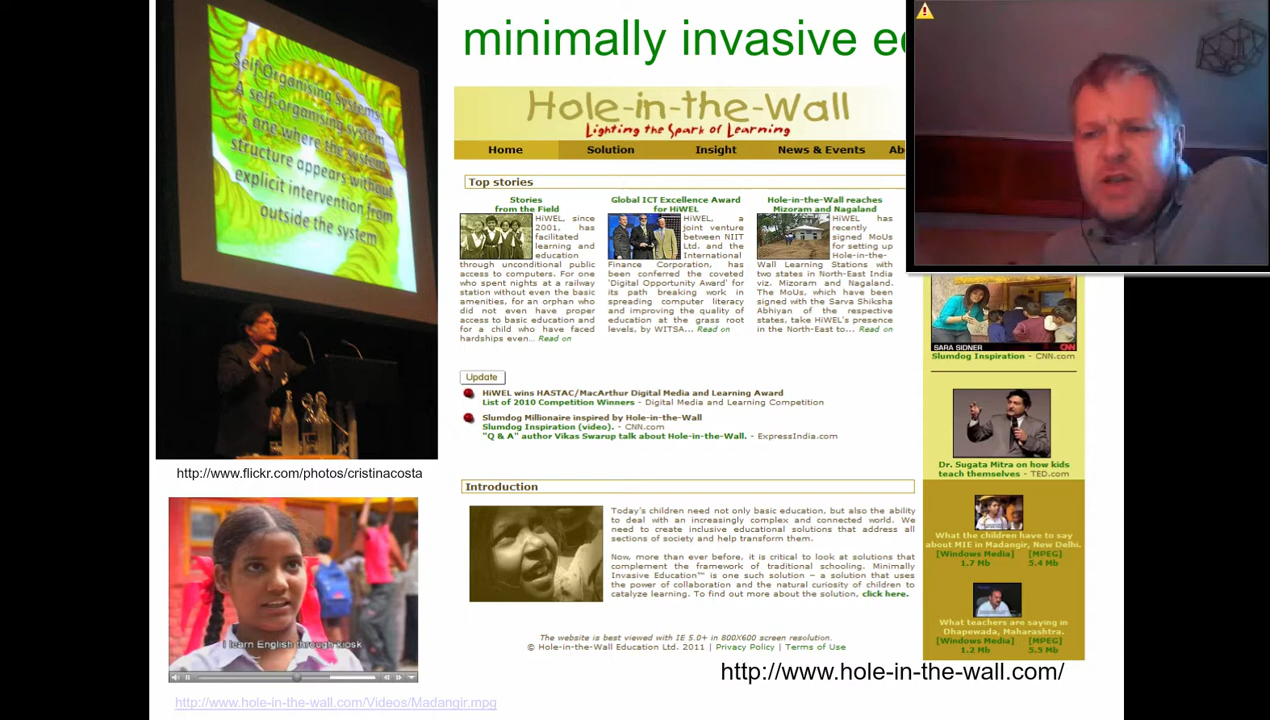 minimally invasive
Self Organising Systems
A self-organising system
is one where the system
structure appears without
explicit intervention from
outside the system
http://www.flickr.com/photos/cristinacosta
I learn English through kiosk
http://www.hole-in-the-wall.com/Videos/Madangir.mpg
Hole-in-the-Wall
Lighting the Spark of Learning
Home Solution Insight News & Events Ab
Top stories
Stories
from the Field
HiWEL, since
2001, has
facilitated
learning and
education
through unconditional public
access to computers. For one
who spent nights at a railway
station without even the basic
amenities, for an orphan who
did not even have proper
access to basic education and
for a child who have faced
hardships even... Read on
Global ICT Excellence Award
for HiWEL
HiWEL, a
joint venture
between NIIT
Ltd. and the
International
Finance Corporation, has
been conferred the coveted
'Digital Opportunity Award' for
its path breaking work in
spreading computer literacy
and improving the quality of
education at the grass root
levels, by WITSA... Read on
Hole-in-the-Wall reaches
Mizoram and Nagaland
HiWEL has
recently
signed MoUs
for setting up
Hole-in-the-
Wall Learning Stations with
two states in North-East India
viz. Mizoram and Nagaland.
The MoUs, which have been
signed with the Sarva Shiksha
Abhiyan of the respective
states, take HiWEL's presence
in the North-East to... Read on
Update
HiWEL wins HASTAC/MacArthur Digital Media and Learning Award
List of 2010 Competition Winners - Digital Media and Learning Competition
Slumdog Millionaire inspired by Hole-in-the-Wall
Slumdog Inspiration (video). - CNN.com
"Q & A" author Vikas Swarup talk about Hole-in-the-Wall. - ExpressIndia.com
Introduction
Today's children need not only basic education, but also the ability
to deal with an increasingly complex and connected world. We
need to create inclusive educational solutions that address all
sections of society and help transform them.
Now, more than ever before, it is critical to look at solutions that
complement the framework of traditional schooling. Minimally
Invasive Education™ is one such solution – a solution that uses
the power of collaboration and the natural curiosity of children to
catalyze learning. To find out more about the solution, click here.
The website is best viewed with IE 5.0+ in 800X600 screen resolution.
© Hole-in-the-Wall Education Ltd. 2011 | Privacy Policy | Terms of Use
SARA SIDNER
CNN
Slumdog Inspiration - CNN.com
Dr. Sugata Mitra on how kids
teach themselves - TED.com
What the children have to say
about MIE in Madangir, New Delhi.
[Windows Media] [MPEG]
1.7 Mb 5.4 Mb
What teachers are saying in
Dhapewada, Maharashtra.
[Windows Media] [MPEG]
1.2 Mb 5.5 Mb
http://www.hole-in-the-wall.com/